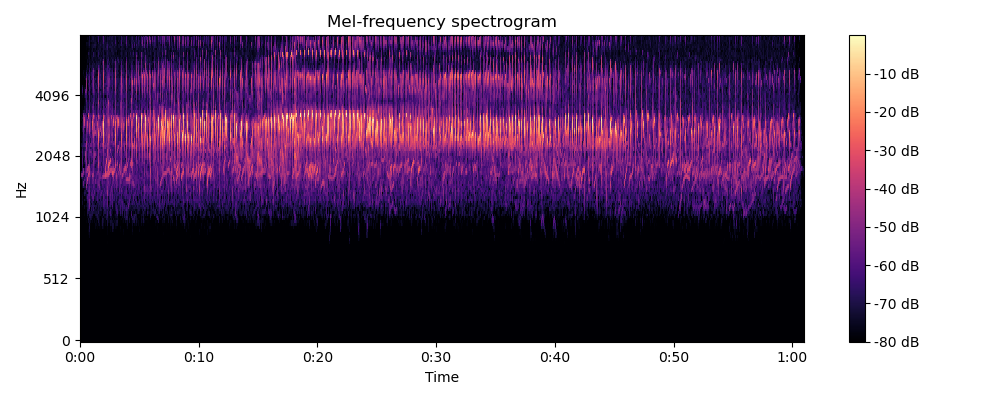 Mel-frequency spectrogram
Hz
4096
2048
1024
512
0
0:00 0:10 0:20 0:30 0:40 0:50 1:00
Time
-10 dB
-20 dB
-30 dB
-40 dB
-50 dB
-60 dB
-70 dB
-80 dB